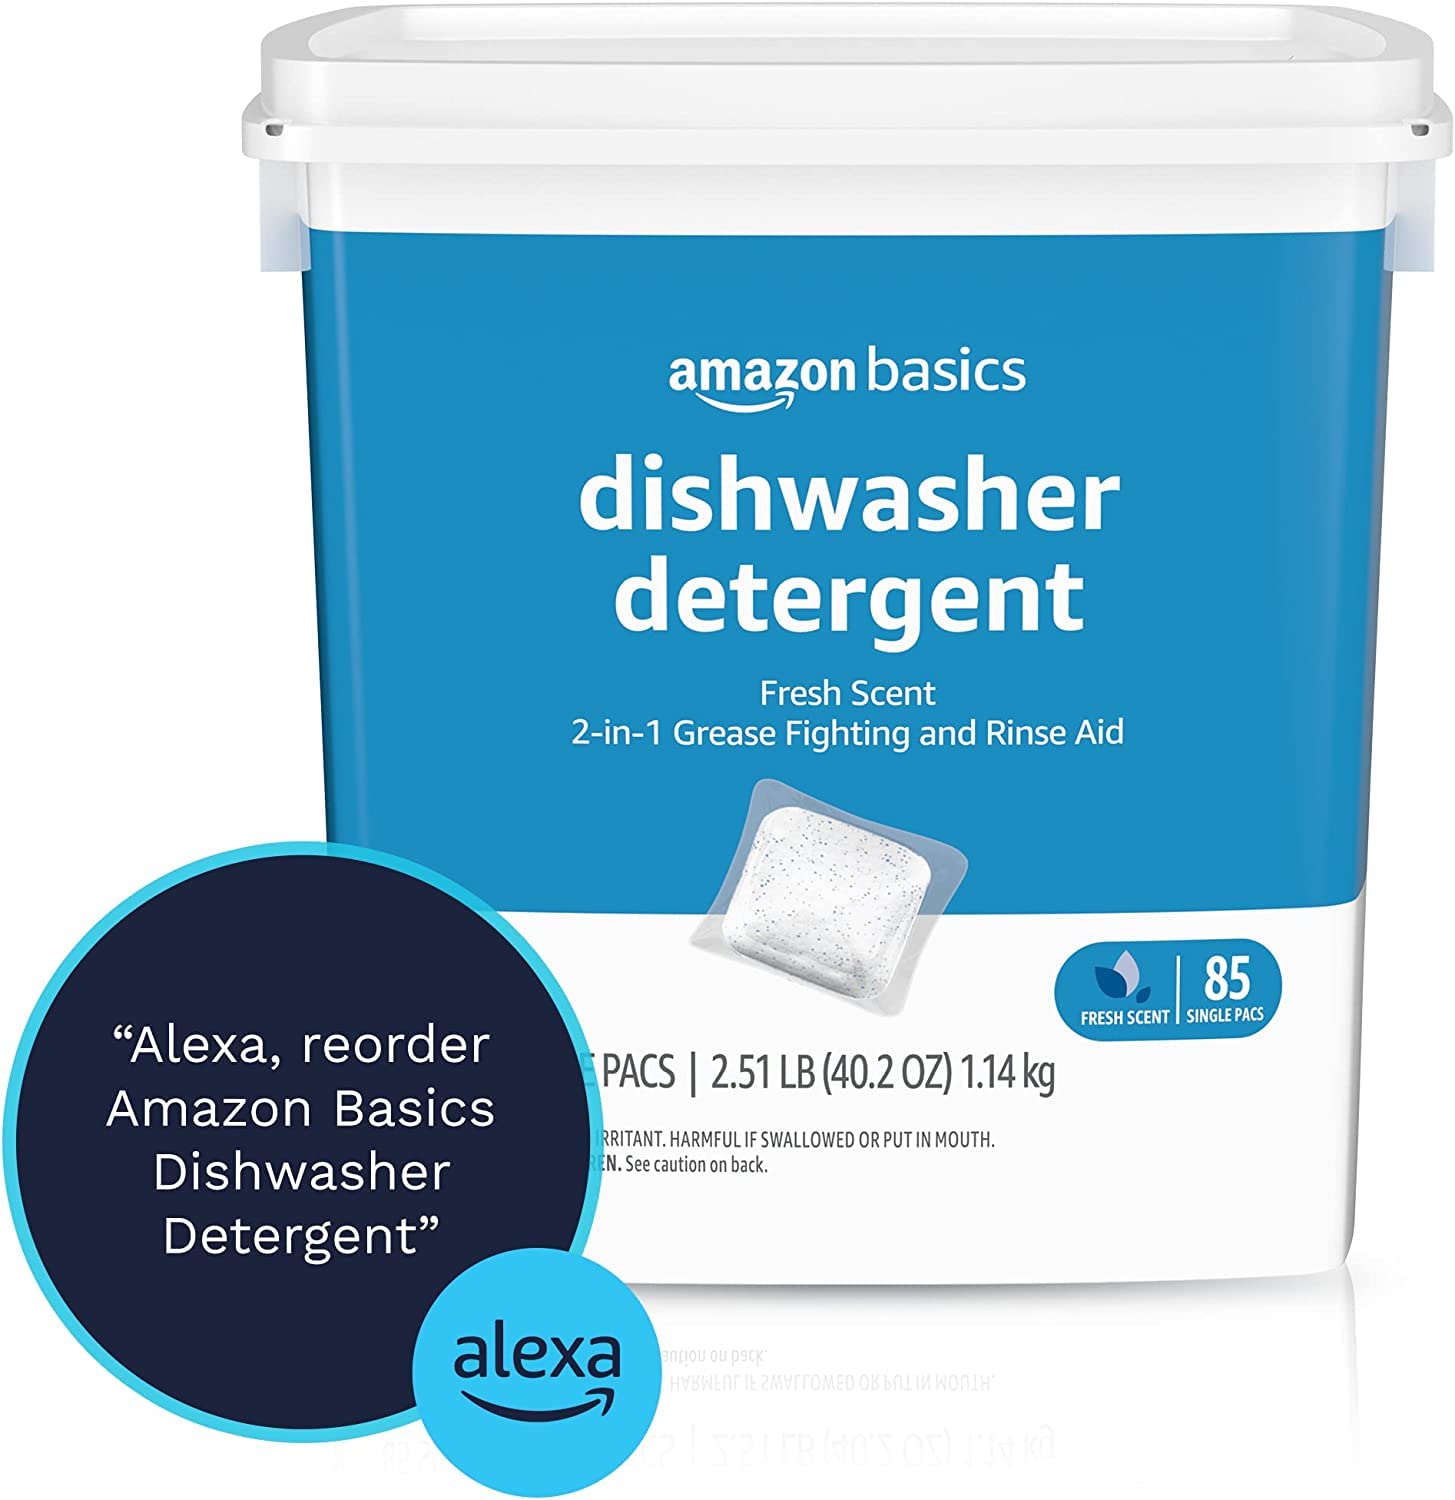 amazon basics
dishwasher
detergent
Fresh Scent
2-in-1 Grease Fighting and Rinse Aid
FRESH SCENT
85
SINGLE PACS
PACS | 2.51 LB (40.2 OZ) 1.14 kg
IRRITANT. HARMFUL IF SWALLOWED OR PUT IN MOUTH.
See caution on back.
“Alexa, reorder
Amazon Basics
Dishwasher
Detergent”
alexa